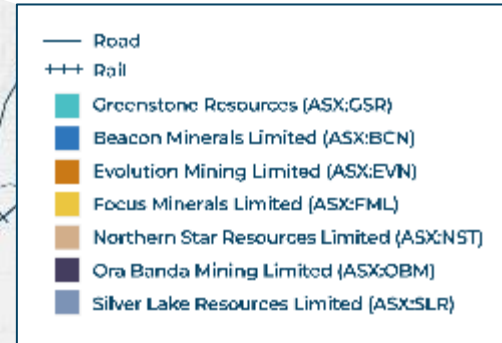 Road
Rail
Greenstone Resources (ASX:GSR)
Beacon Minerals Limited (ASX:BCN)
Evolution Mining Limited (ASX:EVN)
Focus Minerals Limited (ASX:FML)
Northern Star Resources Limited (ASX:NST)
Ora Banda Mining Limited (ASX:OBM)
Silver Lake Resources Limited (ASX:SLR)